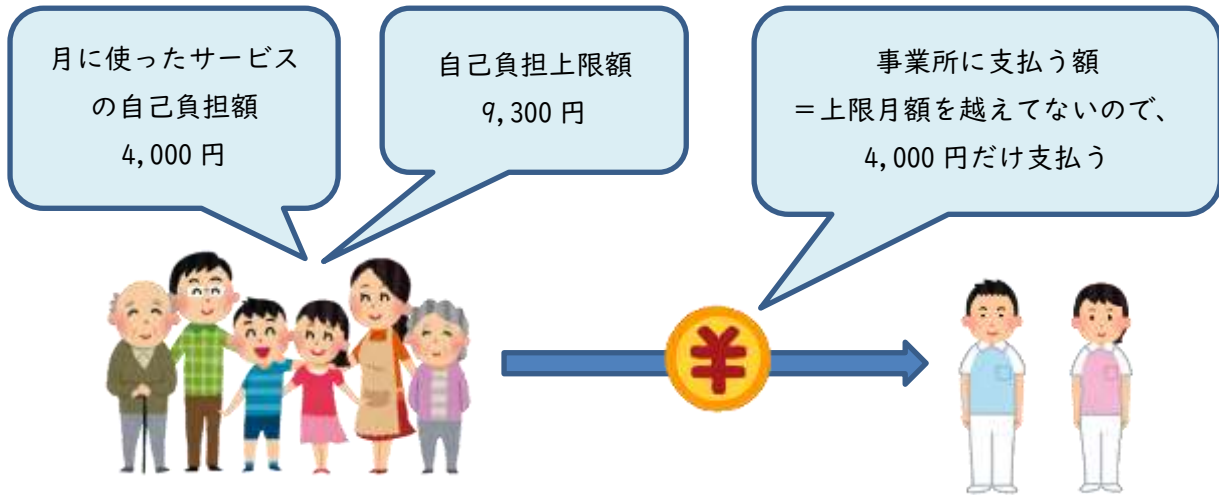 月に使ったサービス
の自己負担額
4,000 円
自己負担上限額
9,300 円
事業所に支払う額
＝上限月額を越えてないので、
4,000 円だけ支払う